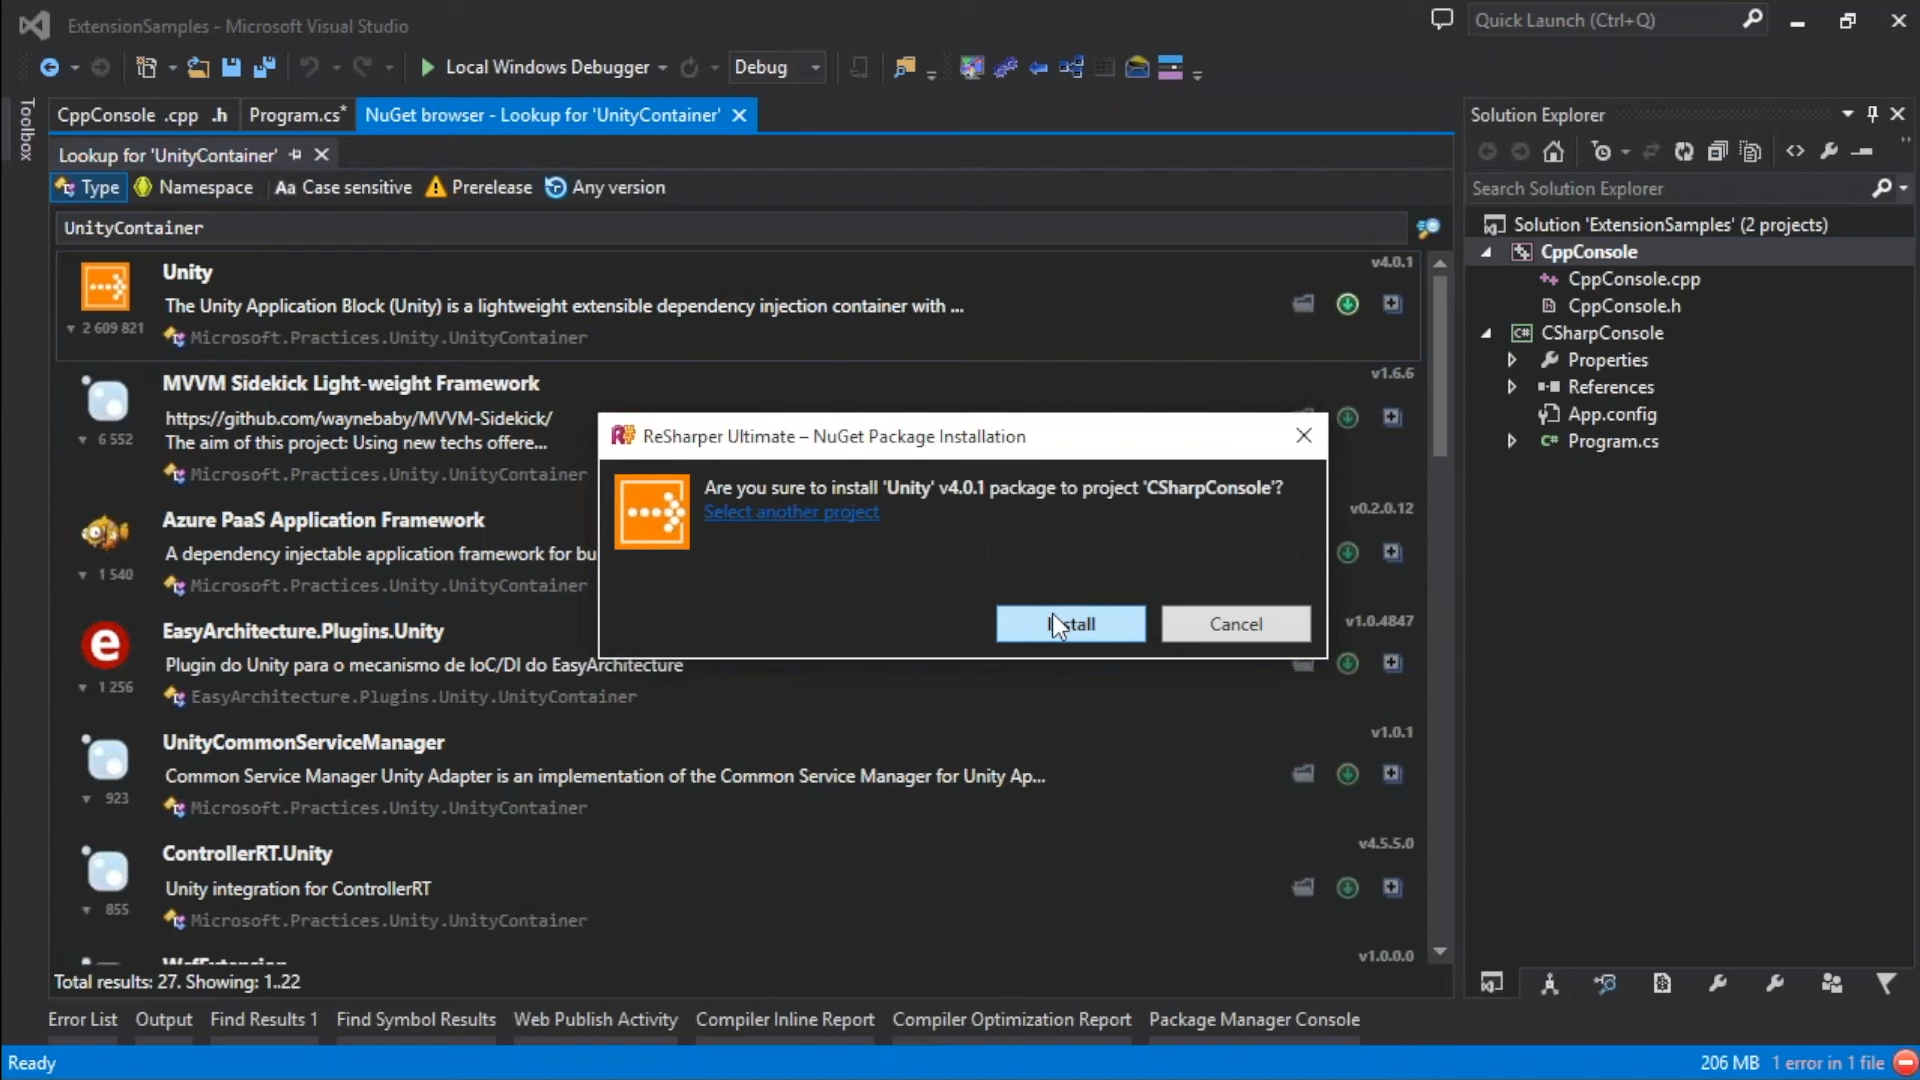 ExtensionSamples - Microsoft Visual Studio
Quick Launch (Ctrl+Q)
Local Windows Debugger
Debug
Toolbox
CppConsole .cpp .h
Program.cs*
NuGet browser - Lookup for 'UnityContainer'
Lookup for 'UnityContainer'
Type
Namespace
Aa Case sensitive
Prerelease
Any version
UnityContainer
Unity
v4.0.1
The Unity Application Block (Unity) is a lightweight extensible dependency injection container with ...
2 609 821
Microsoft.Practices.Unity.UnityContainer
MVVM Sidekick Light-weight Framework
v1.6.6
https://github.com/waynebaby/MVVM-Sidekick/
The aim of this project: Using new techs offere...
6 552
Microsoft.Practices.Unity.UnityContainer
Azure PaaS Application Framework
v0.2.0.12
A dependency injectable application framework for bu
1 540
Microsoft.Practices.Unity.UnityContainer
EasyArchitecture.Plugins.Unity
v1.0.4847
Plugin do Unity para o mecanismo de IoC/DI do EasyArchitecture
1 256
EasyArchitecture.Plugins.Unity.UnityContainer
UnityCommonServiceManager
v1.0.1
Common Service Manager Unity Adapter is an implementation of the Common Service Manager for Unity Ap...
923
Microsoft.Practices.Unity.UnityContainer
ControllerRT.Unity
v4.5.5.0
Unity integration for ControllerRT
855
Microsoft.Practices.Unity.UnityContainer
WcfExtension
v1.0.0.0
Total results: 27. Showing: 1..22
R# ReSharper Ultimate – NuGet Package Installation
Are you sure to install 'Unity' v4.0.1 package to project 'CSharpConsole'?
Select another project
Install
Cancel
Solution Explorer
Search Solution Explorer
Solution 'ExtensionSamples' (2 projects)
CppConsole
CppConsole.cpp
CppConsole.h
C# CSharpConsole
Properties
References
App.config
C# Program.cs
Error List
Output
Find Results 1
Find Symbol Results
Web Publish Activity
Compiler Inline Report
Compiler Optimization Report
Package Manager Console
Ready
206 MB
1 error in 1 file